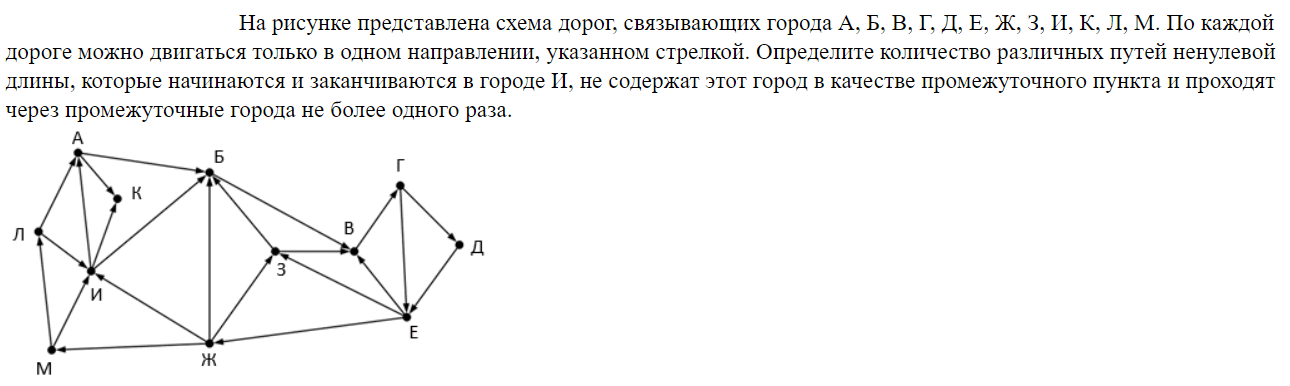 На рисунке представлена схема дорог, связывающих города А, Б, В, Г, Д, Е, Ж, З, И, К, Л, М. По каждой
дороге можно двигаться только в одном направлении, указанном стрелкой. Определите количество различных путей ненулевой
длины, которые начинаются и заканчиваются в городе И, не содержат этот город в качестве промежуточного пункта и проходят
через промежуточные города не более одного раза.
А
Б
Г
К
В
Л
Д
З
И
Е
Ж
М